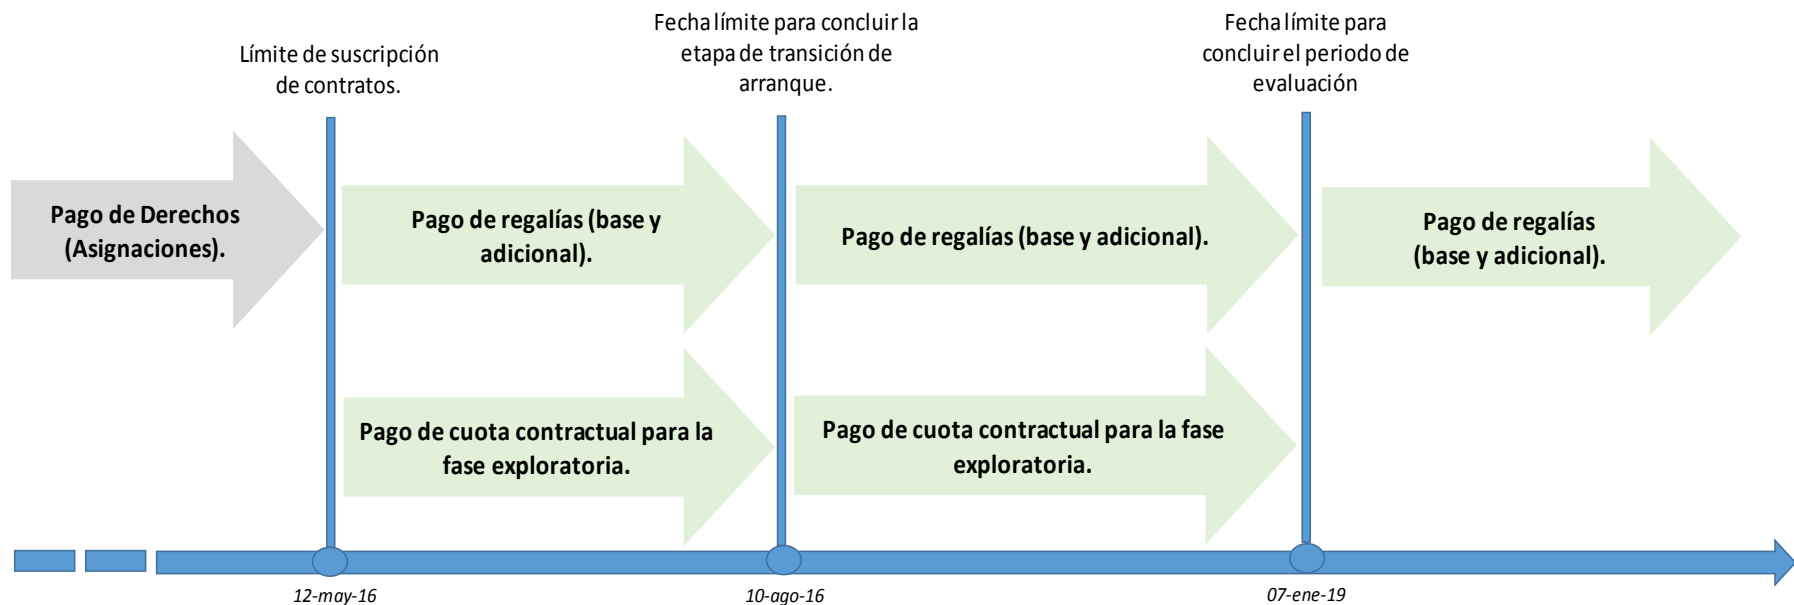 Límite de suscripción
de contratos.
Fecha límite para concluir la
etapa de transición de
arranque.
Fecha límite para
concluir el periodo de
evaluación
Pago de Derechos
(Asignaciones).
Pago de regalías (base y
adicional).
Pago de regalías (base y adicional).
Pago de regalías
(base y adicional).
Pago de cuota contractual para la
fase exploratoria.
Pago de cuota contractual para la fase
exploratoria.
12-may-16
10-ago-16
07-ene-19